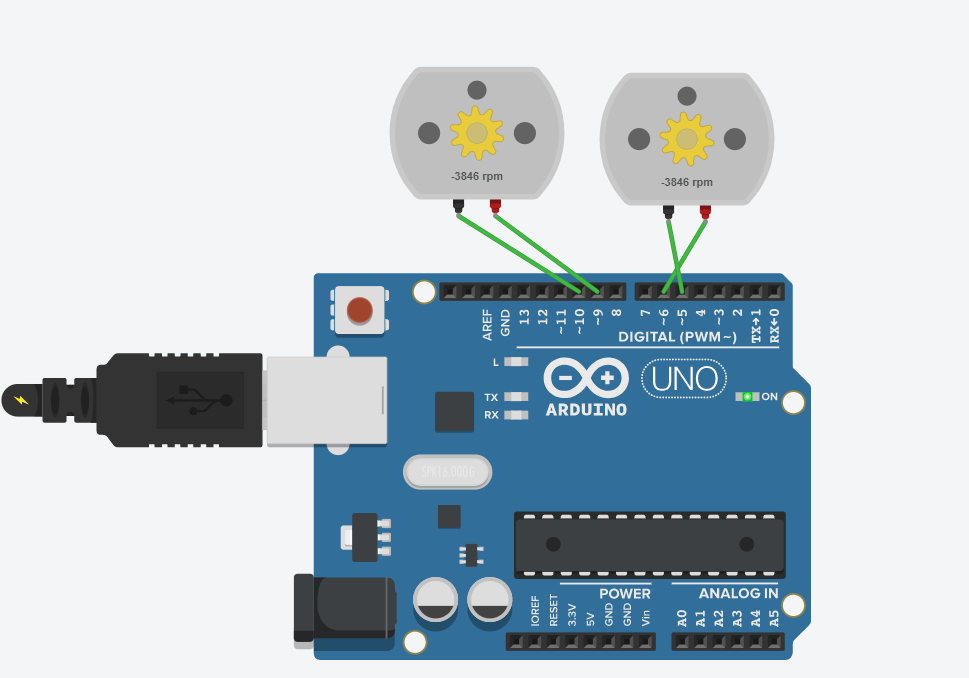 -3846 rpm
-3846 rpm
AREF
GND
13
12
~11
~10
~9
8
7
~6
~5
4
~3
2
TX→1
RX←0
DIGITAL (PWM~)
L
TX
RX
UNO
ARDUINO
ON
SPK16.000G
POWER
ANALOG IN
IOREF
RESET
3.3V
5V
GND
GND
Vin
A0
A1
A2
A3
A4
A5